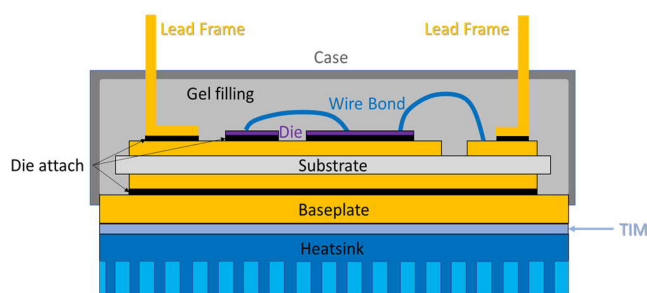 Lead Frame
Lead Frame
Case
Gel filling
Wire Bond
Die
Die attach
Substrate
Baseplate
TIM
Heatsink